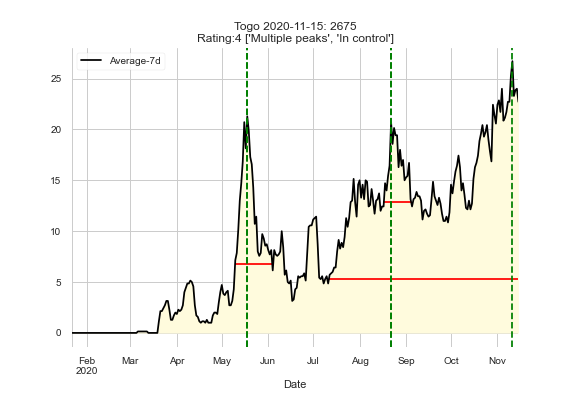 Togo 2020-11-15: 2675
Rating:4 ['Multiple peaks', 'In control']
Average-7d
25
20
15
10
5
0
Feb Mar Apr May Jun Jul Aug Sep Oct Nov
2020
Date